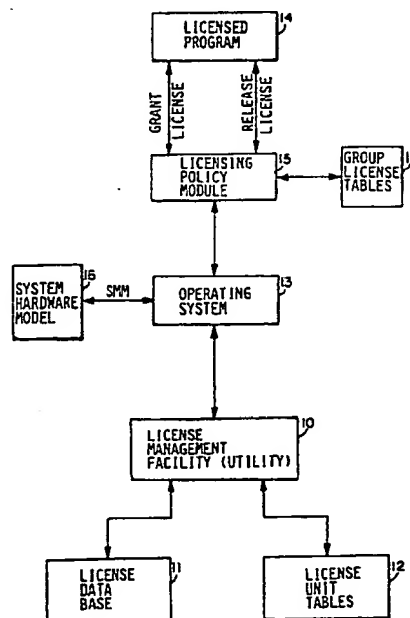 14
LICENSED
PROGRAM
GRANT
LICENSE
RELEASE
LICENSE
15
LICENSING
POLICY
MODULE
GROUP
LICENSE
TABLES
16
SYSTEM
HARDWARE
MODEL
SMM
13
OPERATING
SYSTEM
10
LICENSE
MANAGEMENT
FACILITY (UTILITY)
11
LICENSE
DATA
BASE
12
LICENSE
UNIT
TABLES